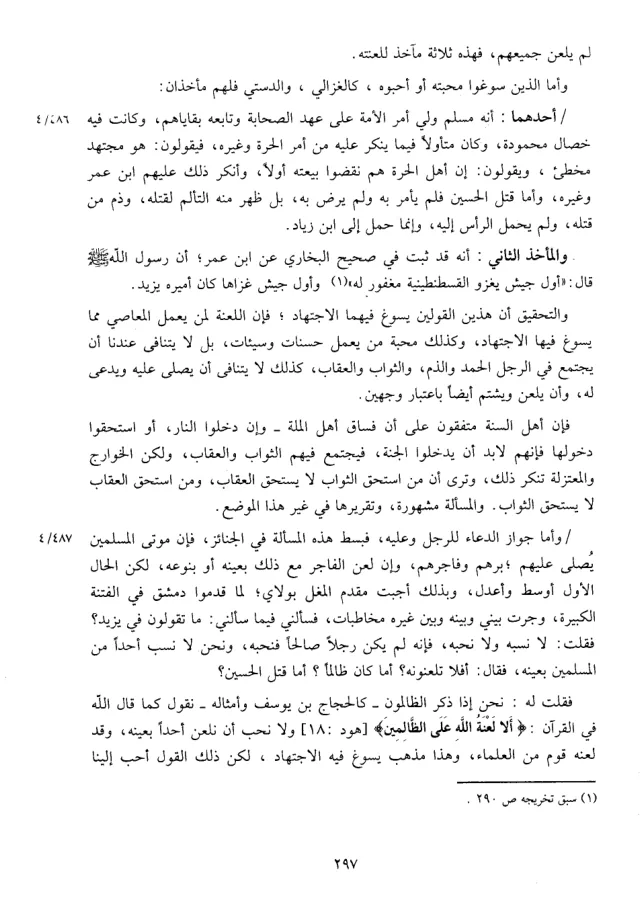 لم يلعن جميعهم، فهذه ثلاثة مآخذ للعنته.
وأما الذين سوغوا محبته أو أحبوه ، كالغزالي ، والدستي فلهم مأخذان:
/ أحدهما : أنه مسلم ولي أمر الأمة على عهد الصحابة وتابعه بقاياهم، وكانت فيه ٤/٤٨٦
خصال محمودة، وكان متأولاً فيما ينكر عليه من أمر الحرة وغيره، فيقولون: هو مجتهد
مخطئ ، ويقولون: إن أهل الحرة هم نقضوا بيعته أولاً، وأنكر ذلك عليهم ابن عمر
وغيره، وأما قتل الحسين فلم يأمر به ولم يرض به، بل ظهر منه التألم لقتله، وذم من
قتله، ولم يحمل الرأس إليه، وإنما حمل إلى ابن زياد.
والمأخذ الثاني : أنه قد ثبت في صحيح البخاري عن ابن عمر؛ أن رسول الله ﷺ
قال: «أول جيش يغزو القسطنطينية مغفور له»(١) وأول جيش غزاها كان أميره يزيد.
والتحقيق أن هذين القولين يسوغ فيهما الاجتهاد ؛ فإن اللعنة لمن يعمل المعاصي مما
يسوغ فيها الاجتهاد، وكذلك محبة من يعمل حسنات وسيئات، بل لا يتنافى عندنا أن
يجتمع في الرجل الحمد والذم، والثواب والعقاب، كذلك لا يتنافى أن يصلى عليه ويدعى
له، وأن يلعن ويشتم أيضاً باعتبار وجهين.
فإن أهل السنة متفقون على أن فساق أهل الملة ـ وإن دخلوا النار، أو استحقوا
دخولها فإنهم لابد أن يدخلوا الجنة، فيجتمع فيهم الثواب والعقاب، ولكن الخوارج
والمعتزلة تنكر ذلك، وترى أن من استحق الثواب لا يستحق العقاب، ومن استحق العقاب
لا يستحق الثواب. والمسألة مشهورة، وتقريرها في غير هذا الموضع.
/ وأما جواز الدعاء للرجل وعليه، فبسط هذه المسألة في الجنائز، فإن موتى المسلمين ٤/٤٨٧
يُصلى عليهم ؛برهم وفاجرهم، وإن لعن الفاجر مع ذلك بعينه أو بنوعه، لكن الحال
الأول أوسط وأعدل، وبذلك أجبت مقدم المغل بولاي؛ لما قدموا دمشق في الفتنة
الكبيرة، وجرت بيني وبينه وبين غيره مخاطبات، فسألني فيما سألني: ما تقولون في يزيد؟
فقلت: لا نسبه ولا نحبه، فإنه لم يكن رجلاً صالحاً فنحبه، ونحن لا نسب أحداً من
المسلمين بعينه، فقال: أفلا تلعنونه؟ أما كان ظالماً ؟ أما قتل الحسين؟
فقلت له : نحن إذا ذكر الظالمون ـ كالحجاج بن يوسف وأمثاله ـ نقول كما قال الله
في القرآن : ﴿ أَلا لَعْنَةُ اللَّهِ عَلَى الظَّالِمِينَ﴾ [هود :١٨] ولا نحب أن نلعن أحداً بعينه، وقد
لعنه قوم من العلماء، وهذا مذهب يسوغ فيه الاجتهاد ، لكن ذلك القول أحب إلينا
(١) سبق تخريجه ص ٢٩٠ .
٢٩٧